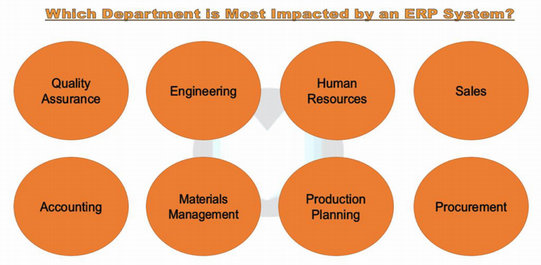 Which Department is Most Impacted by an ERP System?
Quality
Assurance
Engineering
Human
Resources
Sales
Accounting
Materials
Management
Production
Planning
Procurement